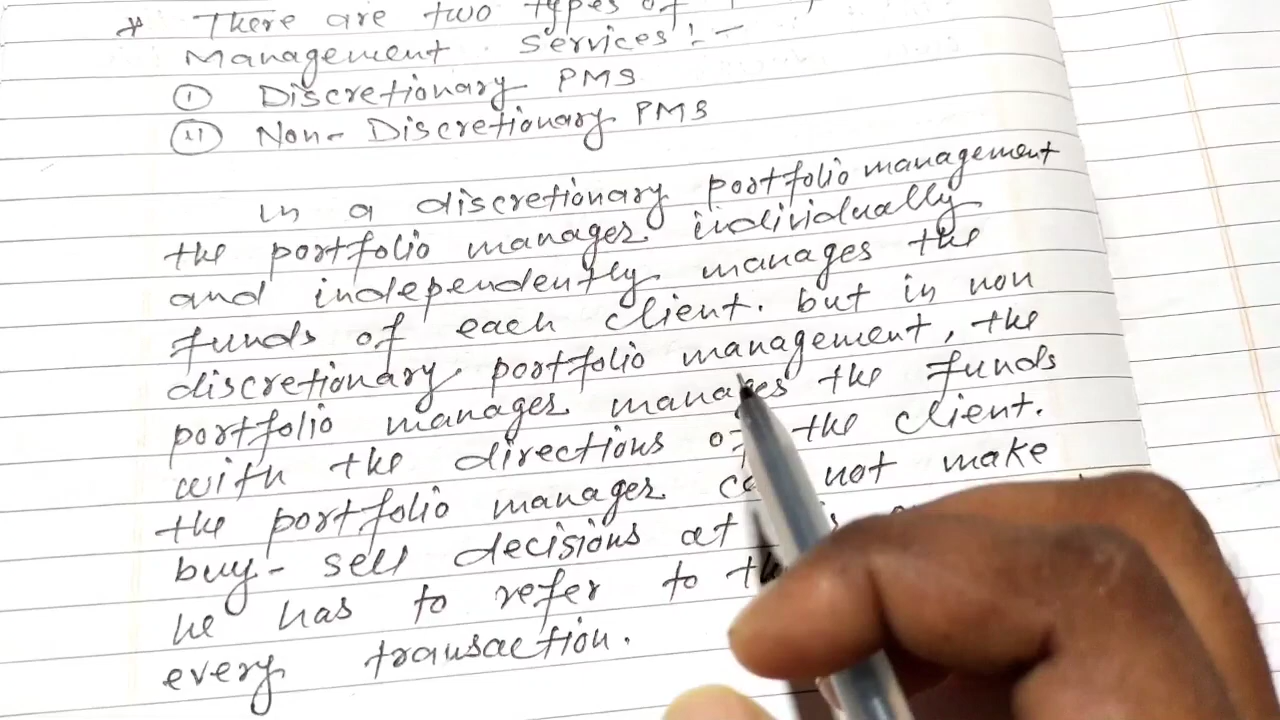 * There are two types of
Management Services:-
(i) Discretionary PMS
(ii) Non-Discretionary PMS
In a discretionary portfolio management
the portfolio manager individually
and independently manages the
funds of each client. but in non
discretionary portfolio management, the
portfolio manager manages the funds
with the directions of the client.
the portfolio manager not make
buy-sell decisions at
he has to refer to
every transaction.